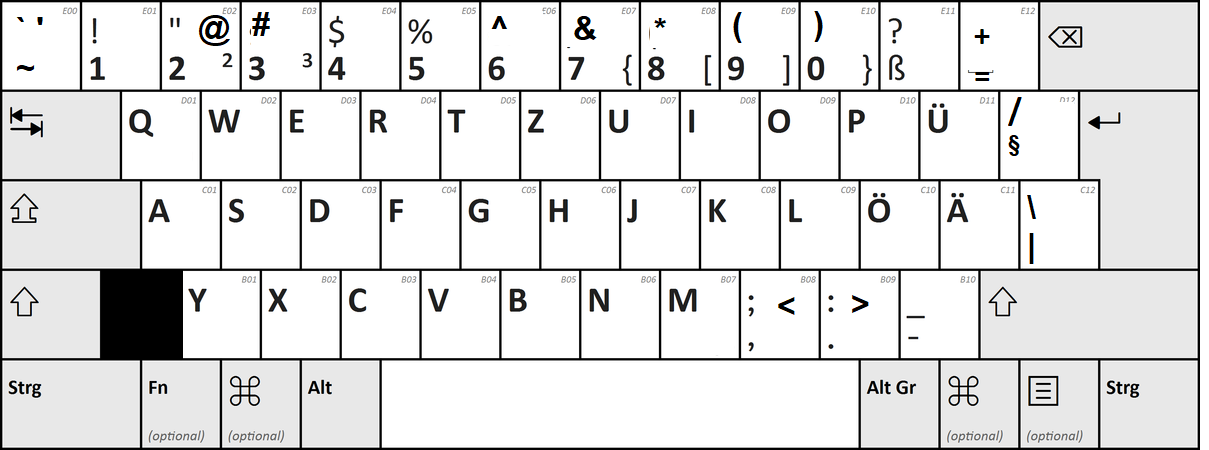 ` ' E00 E01 " @ E02 # E03 E04 E05 ^ E06 & E07 * E08 ( E09 ) E10 E11 + E12
! $ % ?
~ 1 2 ² 3 ³ 4 5 6 7 { 8 [ 9 ] 0 } ß =
Q D01 W D02 E D03 R D04 T D05 Z D06 U D07 I D08 O D09 P D10 Ü D11 / D12
§
A C01 S C02 D C03 F C04 G C05 H C06 J C07 K C08 L C09 Ö C10 Ä C11 \ C12
|
Y B01 X B02 C B03 V B04 B B05 N B06 M B07 ; < B08 : > B09 _ B10
, . -
Strg Fn Alt Alt Gr Strg
(optional) (optional) (optional) (optional)